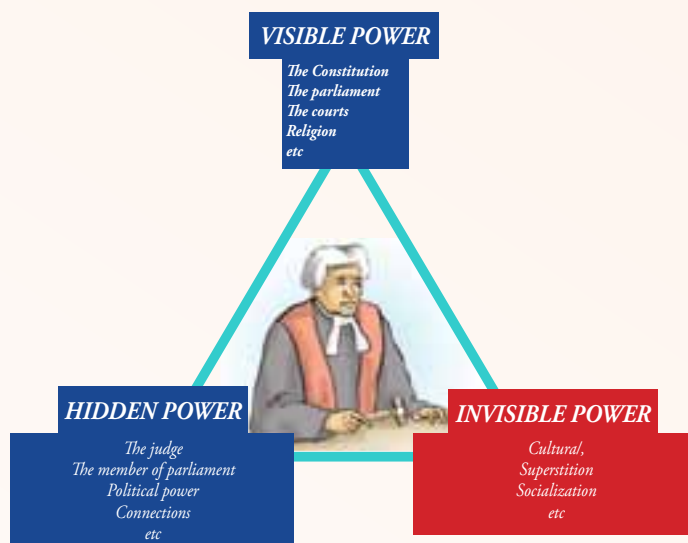 VISIBLE POWER
The Constitution
The parliament
The courts
Religion
etc
HIDDEN POWER
The judge
The member of parliament
Political power
Connections
etc
INVISIBLE POWER
Cultural,
Superstition
Socialization
etc